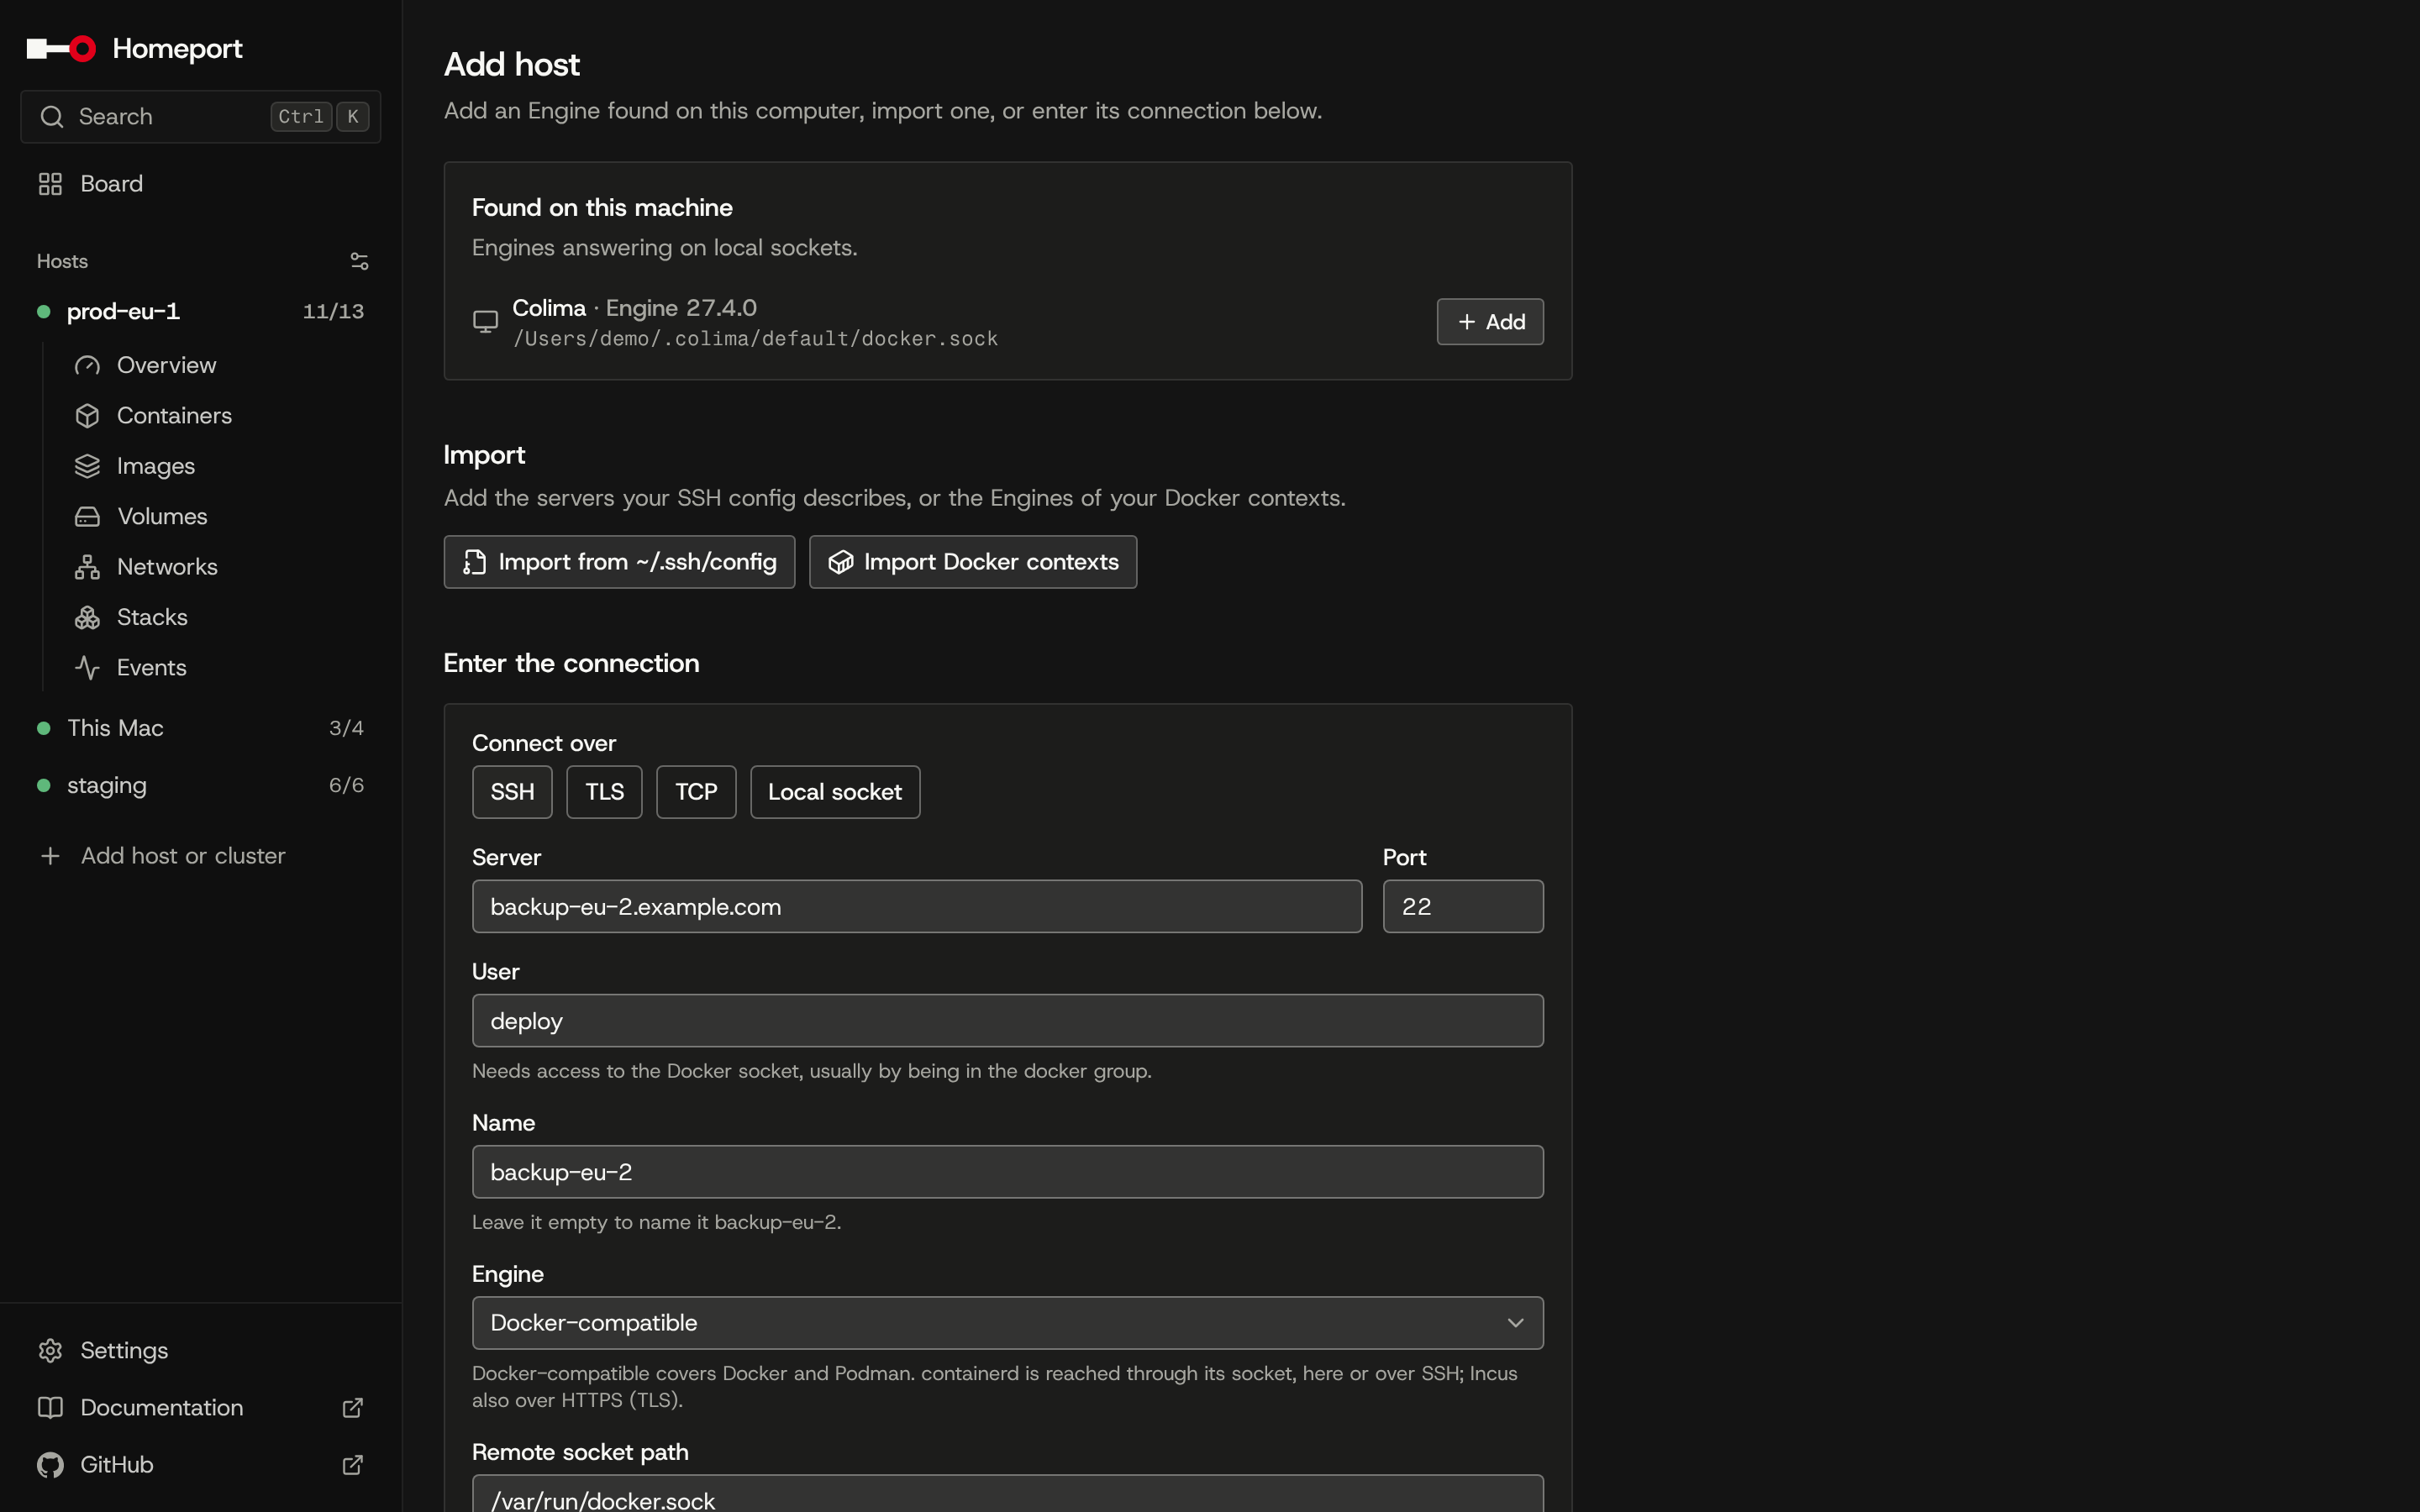 Homeport
Search Ctrl K
Board
Hosts
prod-eu-1 11/13
Overview
Containers
Images
Volumes
Networks
Stacks
Events
This Mac 3/4
staging 6/6
Add host or cluster
Settings
Documentation
GitHub
Add host
Add an Engine found on this computer, import one, or enter its connection below.
Found on this machine
Engines answering on local sockets.
Colima · Engine 27.4.0
/Users/demo/.colima/default/docker.sock
Add
Import
Add the servers your SSH config describes, or the Engines of your Docker contexts.
Import from ~/.ssh/config Import Docker contexts
Enter the connection
Connect over
SSH TLS TCP Local socket
Server Port
backup-eu-2.example.com 22
User
deploy
Needs access to the Docker socket, usually by being in the docker group.
Name
backup-eu-2
Leave it empty to name it backup-eu-2.
Engine
Docker-compatible
Docker-compatible covers Docker and Podman. containerd is reached through its socket, here or over SSH; Incus
also over HTTPS (TLS).
Remote socket path
/var/run/docker.sock